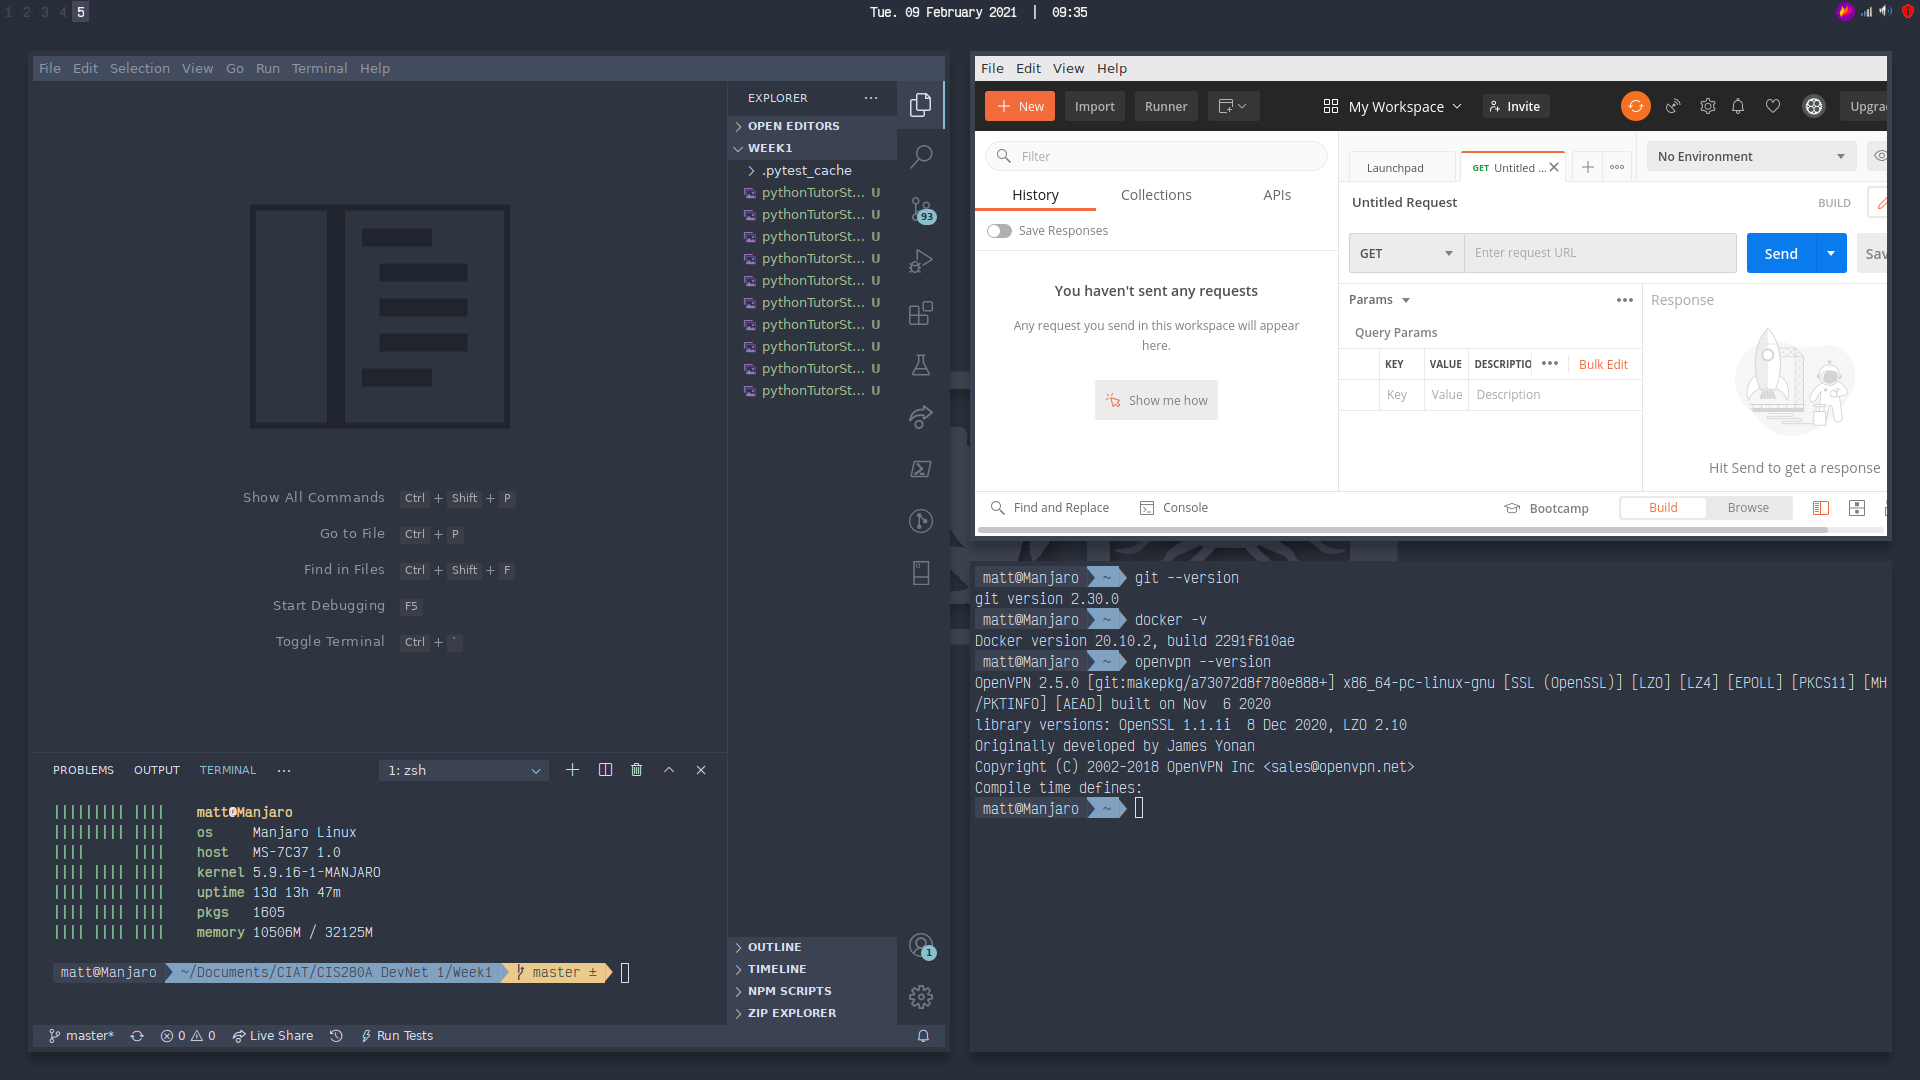 1 2 3 4 5
Tue. 09 February 2021 | 09:35
File Edit Selection View Go Run Terminal Help
EXPLORER
OPEN EDITORS
WEEK1
.pytest_cache
pythonTutorSt... U
pythonTutorSt... U
pythonTutorSt... U
pythonTutorSt... U
pythonTutorSt... U
pythonTutorSt... U
pythonTutorSt... U
pythonTutorSt... U
pythonTutorSt... U
pythonTutorSt... U
93
Show All Commands Ctrl + Shift + P
Go to File Ctrl + P
Find in Files Ctrl + Shift + F
Start Debugging F5
Toggle Terminal Ctrl + `
PROBLEMS OUTPUT TERMINAL ... 1: zsh
matt@Manjaro
os Manjaro Linux
host MS-7C37 1.0
kernel 5.9.16-1-MANJARO
uptime 13d 13h 47m
pkgs 1605
memory 10506M / 32125M
matt@Manjaro ~/Documents/CIAT/CIS280A DevNet 1/Week1 master ±
OUTLINE
TIMELINE
NPM SCRIPTS
ZIP EXPLORER
1
master* 0 0 Live Share Run Tests
File Edit View Help
New Import Runner My Workspace Invite Upgra
Filter
History Collections APIs
Save Responses
You haven't sent any requests
Any request you send in this workspace will appear
here.
Show me how
Launchpad GET Untitled ... No Environment
Untitled Request BUILD
GET Enter request URL Send Sav
Params Response
Query Params
KEY VALUE DESCRIPTIO Bulk Edit
Key Value Description
Hit Send to get a response
Find and Replace Console Bootcamp Build Browse
matt@Manjaro ~ git --version
git version 2.30.0
matt@Manjaro ~ docker -v
Docker version 20.10.2, build 2291f610ae
matt@Manjaro ~ openvpn --version
OpenVPN 2.5.0 [git:makepkg/a73072d8f780e888+] x86_64-pc-linux-gnu [SSL (OpenSSL)] [LZO] [LZ4] [EPOLL] [PKCS11] [MH
/PKTINFO] [AEAD] built on Nov  6 2020
library versions: OpenSSL 1.1.1i  8 Dec 2020, LZO 2.10
Originally developed by James Yonan
Copyright (C) 2002-2018 OpenVPN Inc <sales@openvpn.net>
Compile time defines:
matt@Manjaro ~